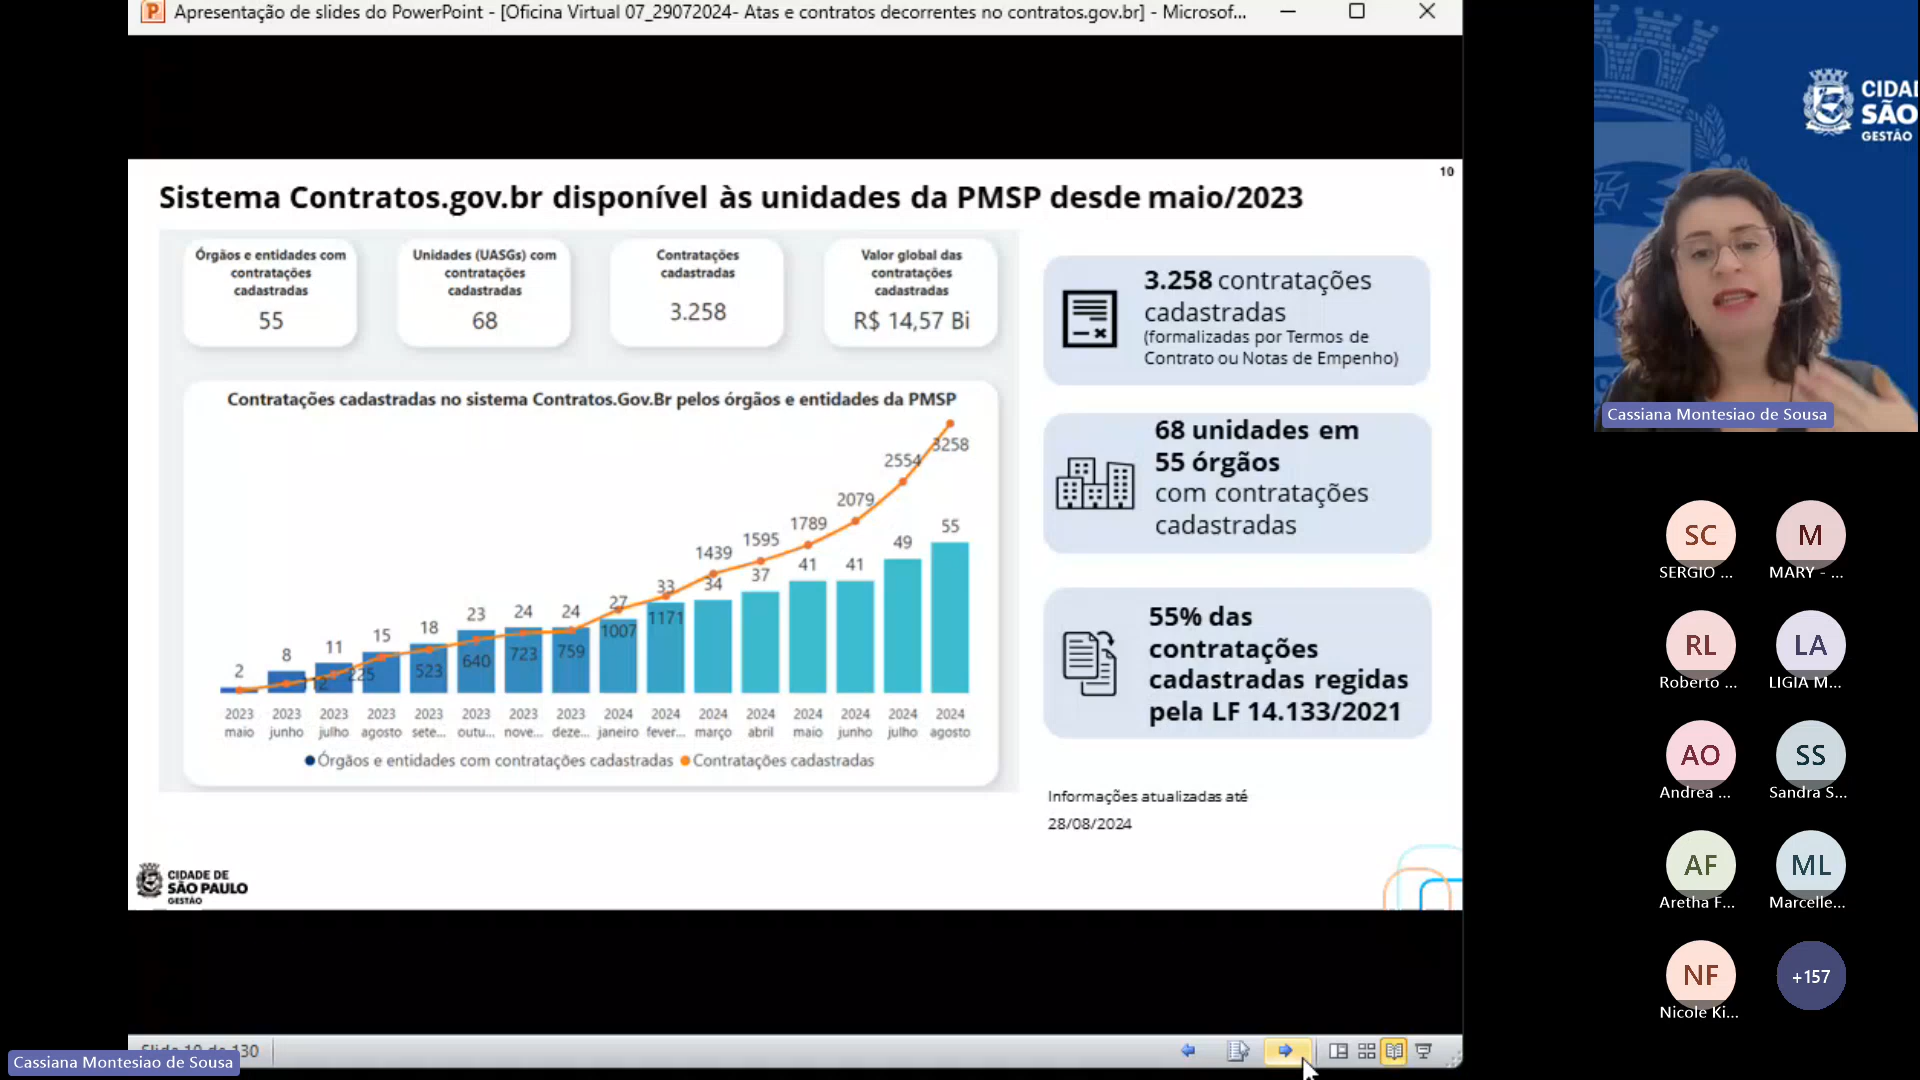 Apresentação de slides do PowerPoint - [Oficina Virtual 07_29072024- Atas e contratos decorrentes no contratos.gov.br] - Microsof...
10
Sistema Contratos.gov.br disponível às unidades da PMSP desde maio/2023
Órgãos e entidades com
contratações
cadastradas
55
Unidades (UASGs) com
contratações
cadastradas
68
Contratações
cadastradas
3.258
Valor global das
contratações
cadastradas
R$ 14,57 Bi
Contratações cadastradas no sistema Contratos.Gov.Br pelos órgãos e entidades da PMSP
2 8 11 15 18 23 24 24 27 33 34 37 41 41 49 55
225 523 640 723 759 1007 1171 1439 1595 1789 2079 2554 3258
2023 2023 2023 2023 2023 2023 2023 2023 2024 2024 2024 2024 2024 2024 2024 2024
maio junho julho agosto sete... outu... nove... deze... janeiro fever... março abril maio junho julho agosto
Órgãos e entidades com contratações cadastradas Contratações cadastradas
3.258 contratações
cadastradas
(formalizadas por Termos de
Contrato ou Notas de Empenho)
68 unidades em
55 órgãos
com contratações
cadastradas
55% das
contratações
cadastradas regidas
pela LF 14.133/2021
Informações atualizadas até
28/08/2024
CIDADE DE
SÃO PAULO
GESTÃO
Cassiana Montesiao de Sousa
CIDA
SÃO
GESTÃO
Cassiana Montesiao de Sousa
SC
SERGIO ...
M
MARY - ...
RL
Roberto ...
LA
LIGIA M...
AO
Andrea ...
SS
Sandra S...
AF
Aretha F...
ML
Marcelle...
NF
Nicole Ki...
+157